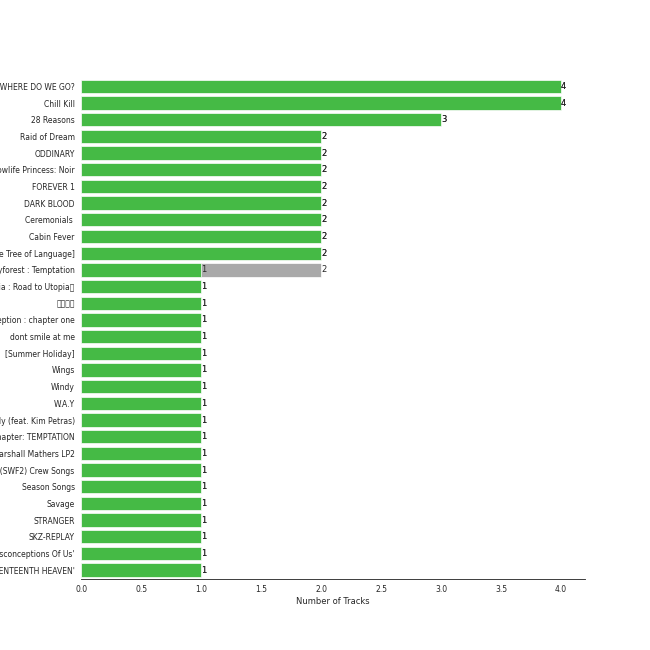 WHERE DO WE GO? 4
Chill Kill 4
28 Reasons 3
Raid of Dream 2
ODDINARY 2
wlife Princess: Noir 2
FOREVER 1 2
DARK BLOOD 2
Ceremonials 2
Cabin Fever 2
e Tree of Language] 2
yforest : Temptation 1 2
ia : Road to Utopia 1
1
eption : chapter one 1
dont smile at me 1
[Summer Holiday] 1
Wings 1
Windy 1
W.A.Y 1
ly (feat. Kim Petras) 1
hapter: TEMPTATION 1
arshall Mathers LP2 1
(SWF2) Crew Songs 1
Season Songs 1
Savage 1
STRANGER 1
SKZ-REPLAY 1
sconceptions Of Us' 1
ENTEENTH HEAVEN' 1
0.0 0.5 1.0 1.5 2.0 2.5 3.0 3.5 4.0
Number of Tracks